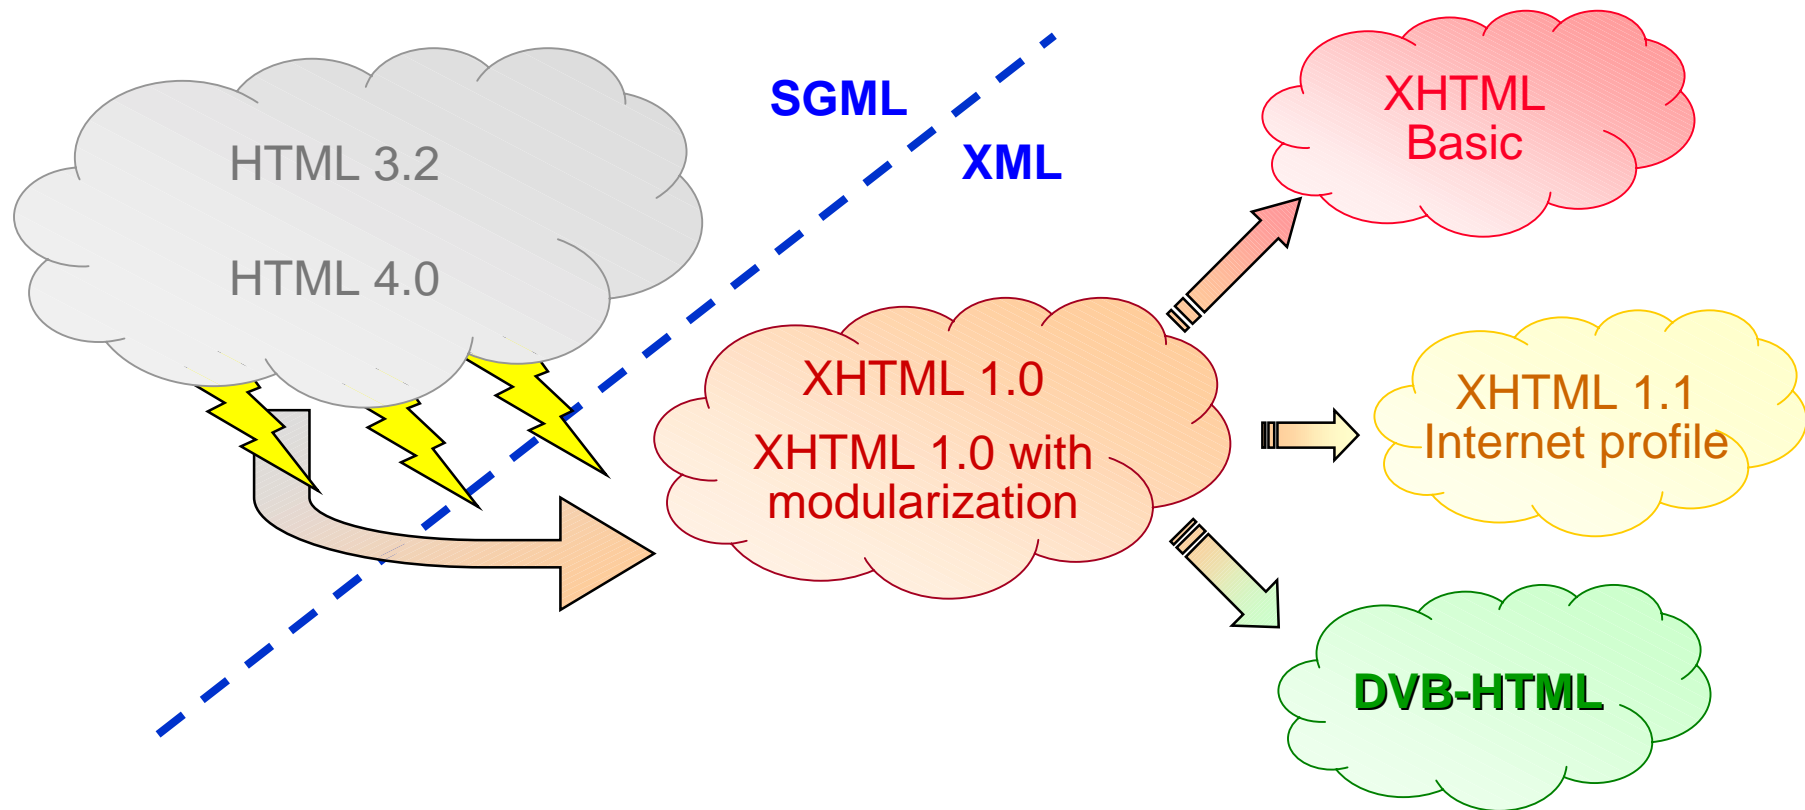 HTML 3.2
HTML 4.0
SGML
XML
XHTML 1.0
XHTML 1.0 with
modularization
XHTML
Basic
XHTML 1.1
Internet profile
DVB-HTML